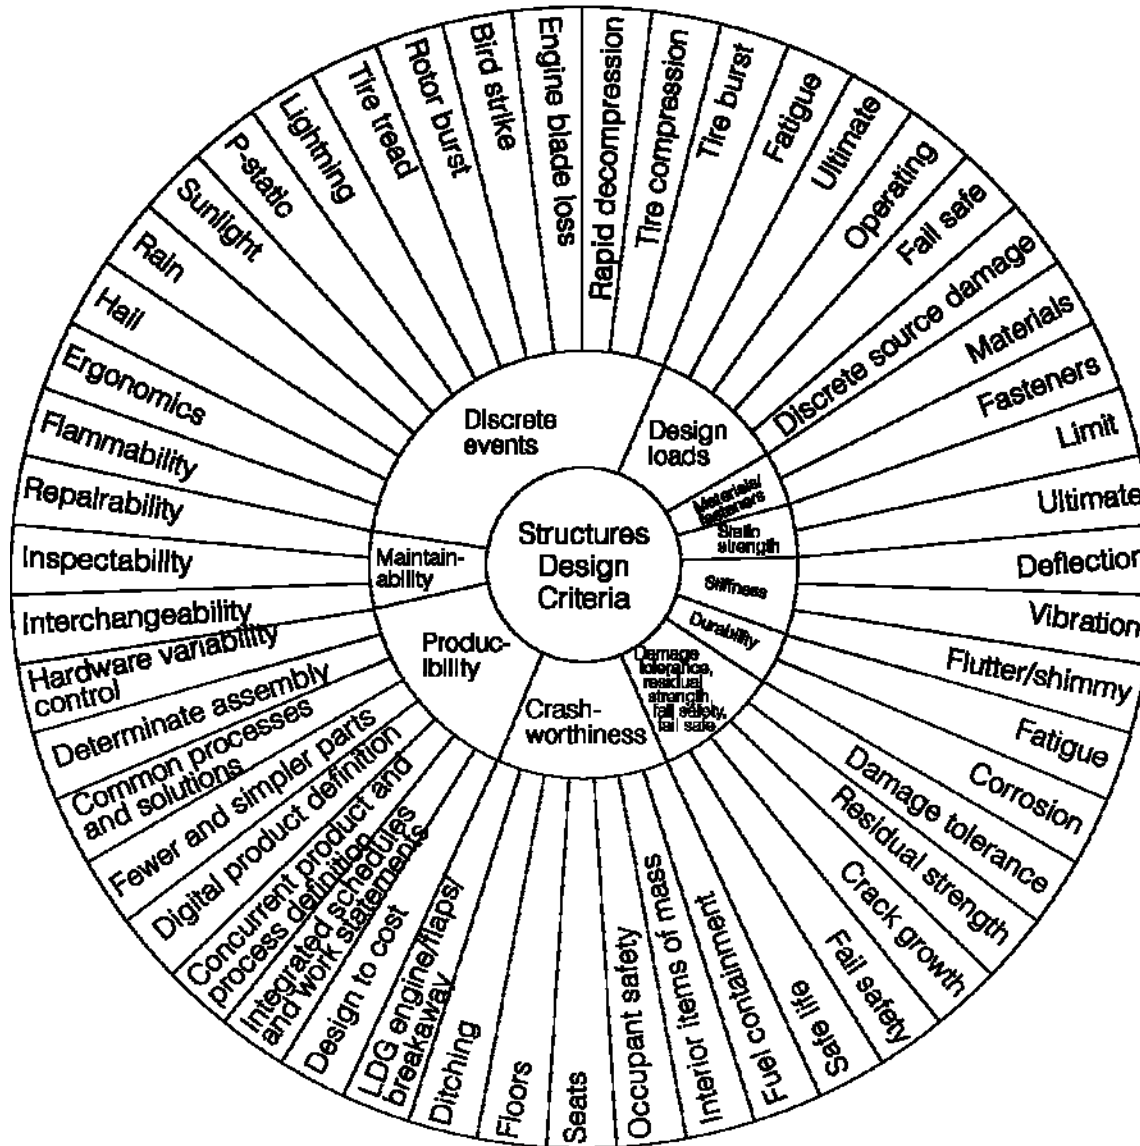 Structures
Design
Criteria
Discrete
events
Design
loads
Materials/
fasteners
Static
strength
Stiffness
Durability
Damage
tolerance,
residual
strength,
fail safety,
fail safe
Crash-
worthiness
Produc-
ibility
Maintain-
ability
Rapid decompression
Tire compression
Tire burst
Fatigue
Ultimate
Operating
Fail safe
Discrete source damage
Materials
Fasteners
Limit
Ultimate
Deflection
Vibration
Flutter/shimmy
Fatigue
Corrosion
Damage tolerance
Residual strength
Crack growth
Fail safety
Safe life
Fuel containment
Interior items of mass
Occupant safety
Seats
Floors
Ditching
LDG engine/flaps/
breakaway
Design to cost
Integrated schedules
and work statements
Concurrent product and
process definition
Digital product definition
Fewer and simpler parts
Common processes
and solutions
Determinate assembly
Hardware variability
control
Interchangeability
Inspectability
Repairability
Flammability
Ergonomics
Hail
Rain
Sunlight
P-static
Lightning
Tire tread
Rotor burst
Bird strike
Engine blade loss